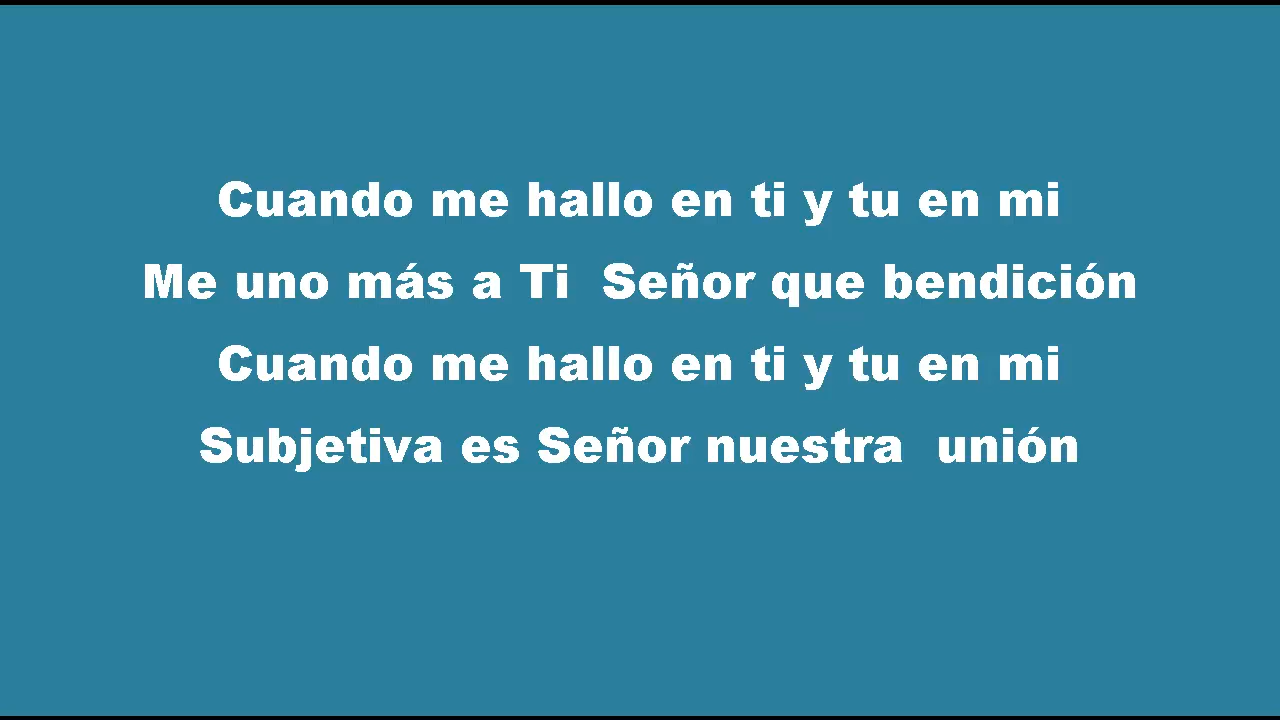 Cuando me hallo en ti y tu en mi
Me uno más a Ti  Señor que bendición
Cuando me hallo en ti y tu en mi
Subjetiva es Señor nuestra  unión